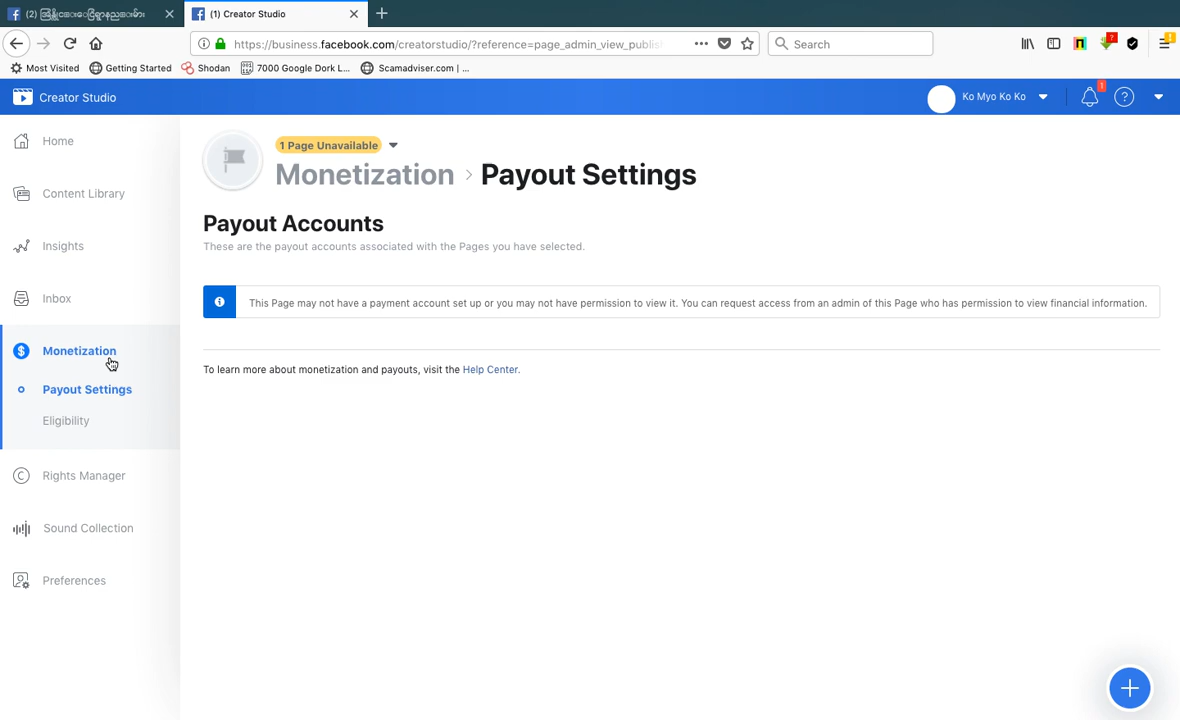 (1) Creator Studio
https://business.facebook.com/creatorstudio/?reference=page_admin_view_publis
Search
Most Visited
Getting Started
Shodan
7000 Google Dork L...
Scamadviser.com | ...
Creator Studio
Ko Myo Ko Ko
1
Home
Content Library
Insights
Inbox
Monetization
Payout Settings
Eligibility
Rights Manager
Sound Collection
Preferences
1 Page Unavailable
Monetization > Payout Settings
Payout Accounts
These are the payout accounts associated with the Pages you have selected.
This Page may not have a payment account set up or you may not have permission to view it. You can request access from an admin of this Page who has permission to view financial information.
To learn more about monetization and payouts, visit the Help Center.